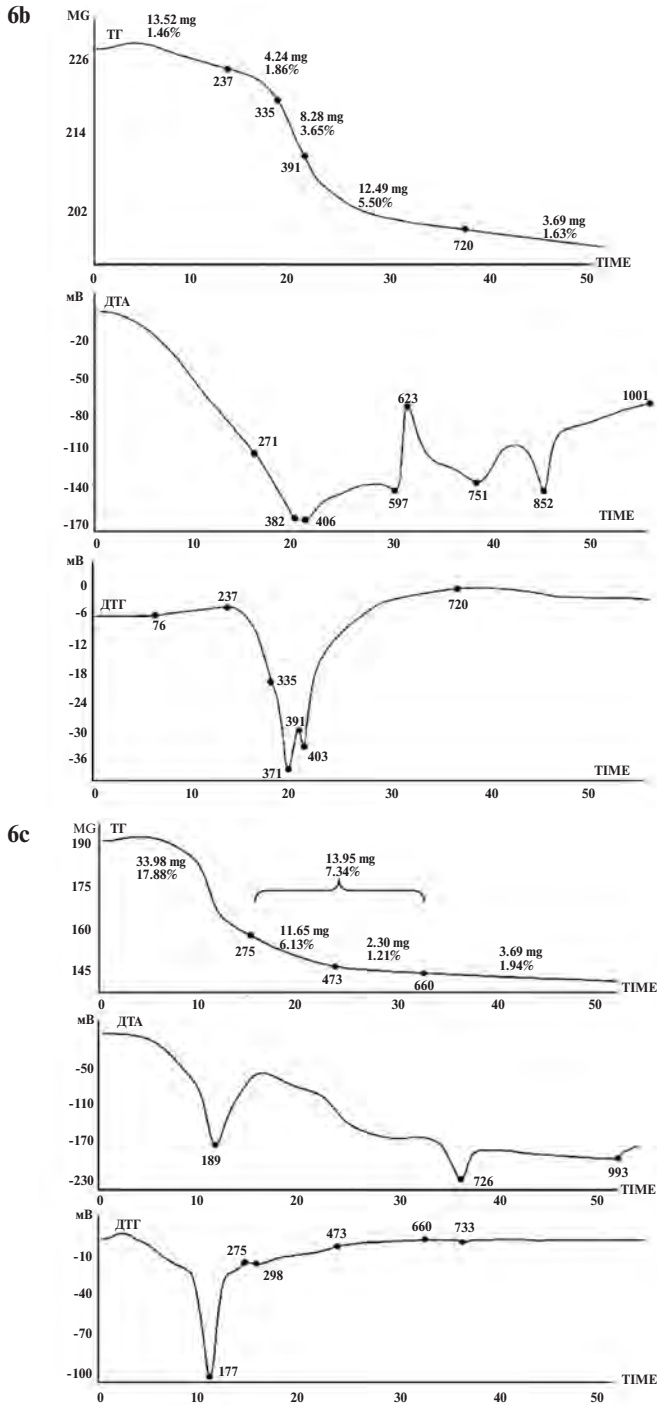 6b
MG
ТГ
13.52 mg
1.46%
4.24 mg
1.86%
8.28 mg
3.65%
12.49 mg
5.50%
3.69 mg
1.63%
226
214
202
237
335
391
720
0 10 20 30 40 50
TIME
мВ
ДТА
-20
-50
-80
-110
-140
-170
271
382
406
597
623
751
852
1001
TIME
0 10 20 30 40 50
мВ
ДТГ
0
-6
-12
-18
-24
-30
-36
76
237
335
371
391
403
720
TIME
0 10 20 30 40 50
6c
MG
ТГ
190
175
160
145
33.98 mg
17.88%
13.95 mg
7.34%
11.65 mg
6.13%
2.30 mg
1.21%
3.69 mg
1.94%
275
473
660
TIME
0 10 20 30 40 50
мВ
ДТА
-50
-110
-170
-230
189
726
993
TIME
0 10 20 30 40 50
мВ
ДТГ
-10
-40
-70
-100
177
275
298
473
660
733
TIME
0 10 20 30 40 50